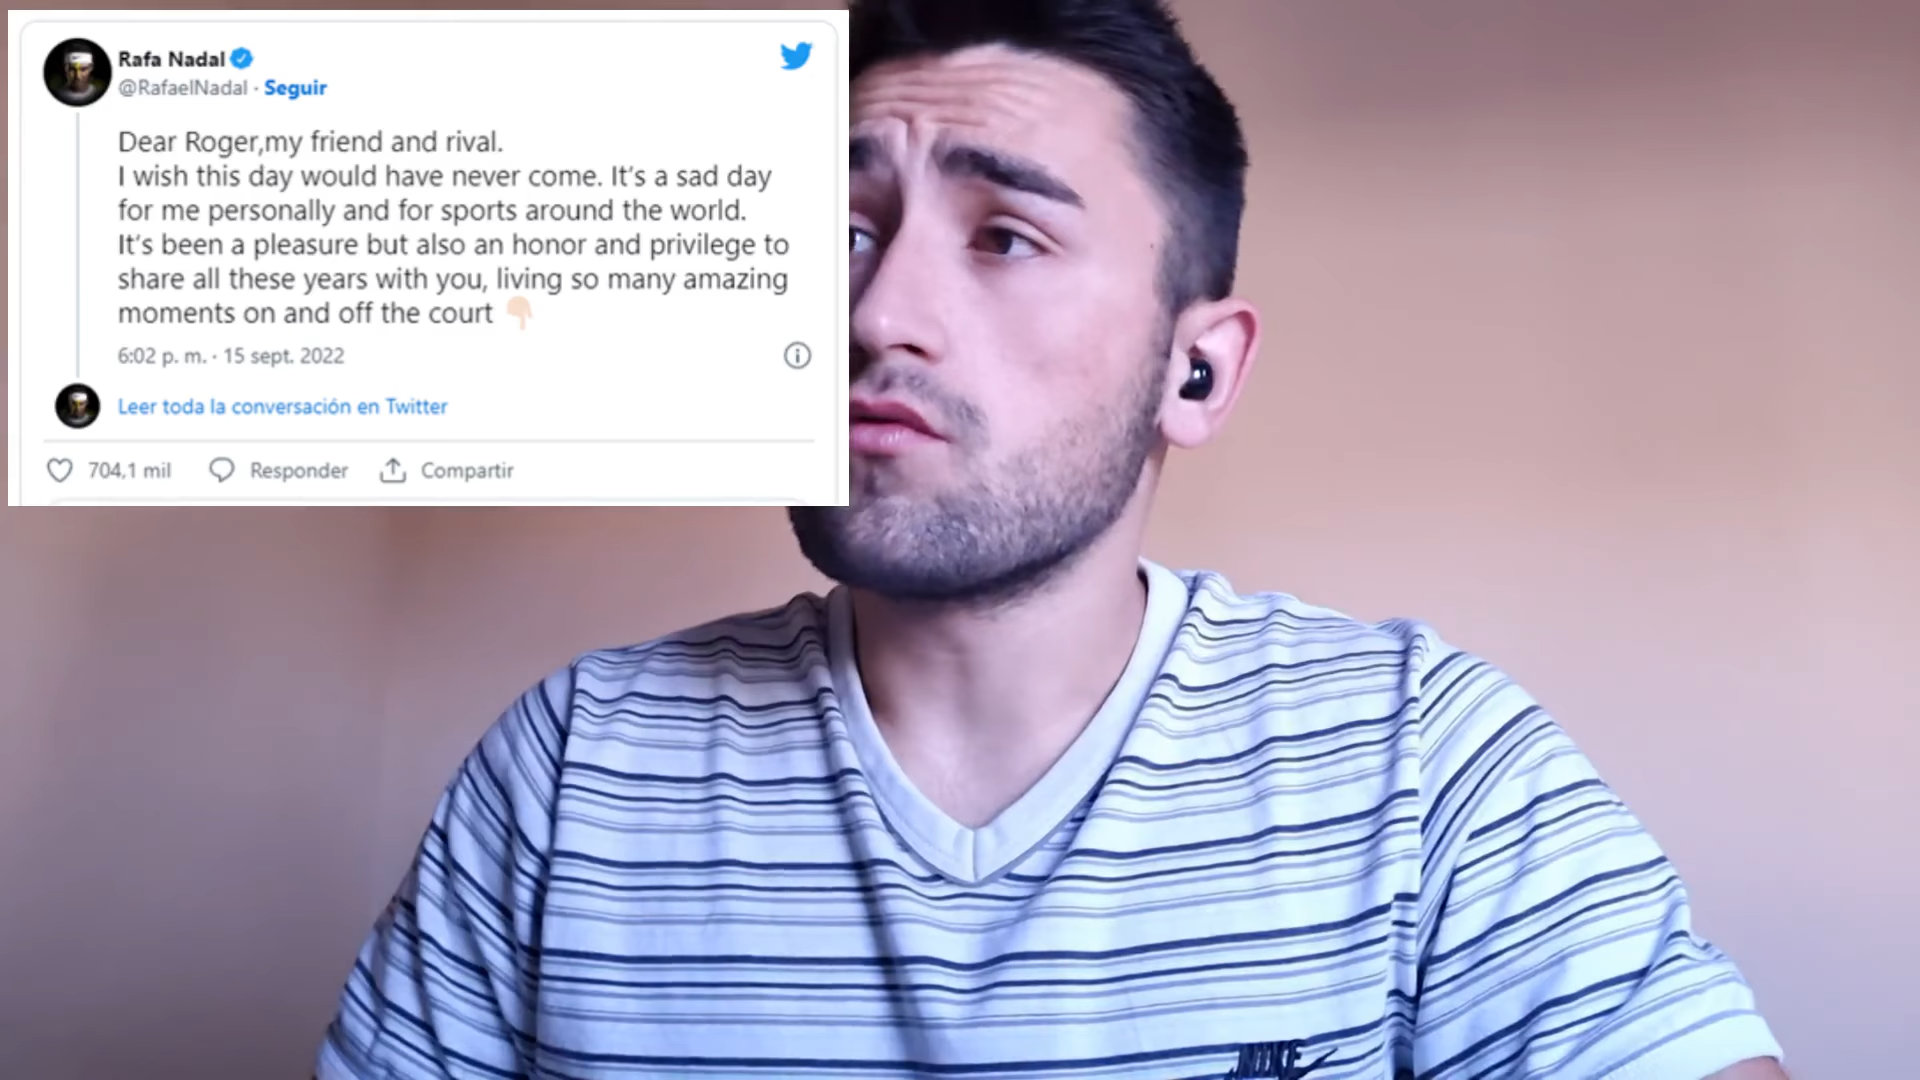 Rafa Nadal
@RafaelNadal · Seguir
Dear Roger,my friend and rival.
I wish this day would have never come. It's a sad day
for me personally and for sports around the world.
It's been a pleasure but also an honor and privilege to
share all these years with you, living so many amazing
moments on and off the court 👇🏻
6:02 p. m. · 15 sept. 2022
Leer toda la conversación en Twitter
704,1 mil Responder Compartir
NIKE